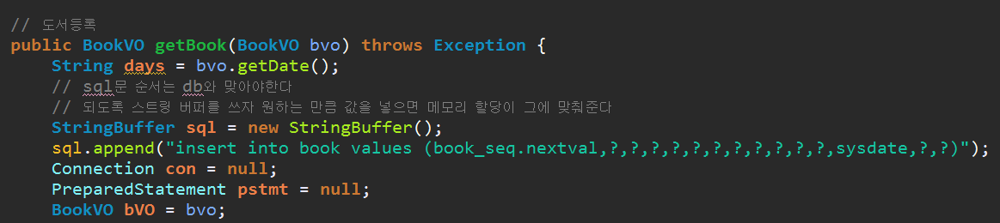 // 도서등록
public BookVO getBook(BookVO bvo) throws Exception {
String days = bvo.getDate();
// sql문 순서는 db와 맞아야한다
// 되도록 스트링 버퍼를 쓰자 원하는 만큼 값을 넣으면 메모리 할당이 그에 맞춰준다
StringBuffer sql = new StringBuffer();
sql.append("insert into book values (book_seq.nextval,?,?,?,?,?,?,?,?,?,?,?,sysdate,?,?)");
Connection con = null;
PreparedStatement pstmt = null;
BookVO bVO = bvo;